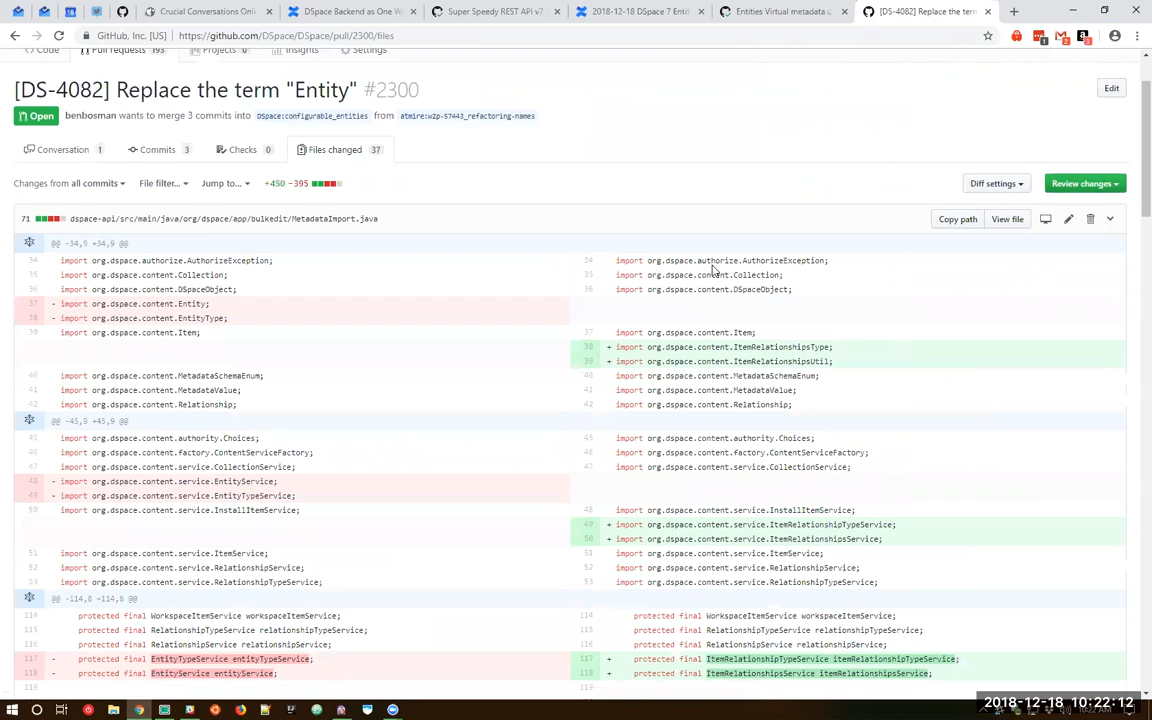 Crucial Conversations Onl
DSpace Backend as One W
Super Speedy REST API v7
2018-12-18 DSpace 7 Entit
Entities Virtual metadata u
[DS-4082] Replace the term
GitHub, Inc. [US] https://github.com/DSpace/DSpace/pull/2300/files
Code Pull requests 193 Projects 0 Insights Settings
[DS-4082] Replace the term "Entity" #2300
Edit
Open benbosman wants to merge 3 commits into DSpace:configurable_entities from atmire:w2p-57443_refactoring-names
Conversation 1 Commits 3 Checks 0 Files changed 37
Changes from all commits File filter... Jump to... +450 −395
Diff settings Review changes
71 dspace-api/src/main/java/org/dspace/app/bulkedit/MetadataImport.java
Copy path View file
@@ -34,9 +34,9 @@
34 import org.dspace.authorize.AuthorizeException; 34 import org.dspace.authorize.AuthorizeException;
35 import org.dspace.content.Collection; 35 import org.dspace.content.Collection;
36 import org.dspace.content.DSpaceObject; 36 import org.dspace.content.DSpaceObject;
37 - import org.dspace.content.Entity;
38 - import org.dspace.content.EntityType;
39 import org.dspace.content.Item; 37 import org.dspace.content.Item;
38 + import org.dspace.content.ItemRelationshipsType;
39 + import org.dspace.content.ItemRelationshipsUtil;
40 import org.dspace.content.MetadataSchemaEnum; 40 import org.dspace.content.MetadataSchemaEnum;
41 import org.dspace.content.MetadataValue; 41 import org.dspace.content.MetadataValue;
42 import org.dspace.content.Relationship; 42 import org.dspace.content.Relationship;
@@ -45,9 +45,9 @@
45 import org.dspace.content.authority.Choices; 45 import org.dspace.content.authority.Choices;
46 import org.dspace.content.factory.ContentServiceFactory; 46 import org.dspace.content.factory.ContentServiceFactory;
47 import org.dspace.content.service.CollectionService; 47 import org.dspace.content.service.CollectionService;
48 - import org.dspace.content.service.EntityService;
49 - import org.dspace.content.service.EntityTypeService;
50 import org.dspace.content.service.InstallItemService; 48 import org.dspace.content.service.InstallItemService;
49 + import org.dspace.content.service.ItemRelationshipTypeService;
50 + import org.dspace.content.service.ItemRelationshipsService;
51 import org.dspace.content.service.ItemService; 51 import org.dspace.content.service.ItemService;
52 import org.dspace.content.service.RelationshipService; 52 import org.dspace.content.service.RelationshipService;
53 import org.dspace.content.service.RelationshipTypeService; 53 import org.dspace.content.service.RelationshipTypeService;
@@ -114,8 +114,8 @@
114 protected final WorkspaceItemService workspaceItemService; 114 protected final WorkspaceItemService workspaceItemService;
115 protected final RelationshipTypeService relationshipTypeService; 115 protected final RelationshipTypeService relationshipTypeService;
116 protected final RelationshipService relationshipService; 116 protected final RelationshipService relationshipService;
117 - protected final EntityTypeService entityTypeService; 117 + protected final ItemRelationshipTypeService itemRelationshipTypeService;
118 - protected final EntityService entityService; 118 + protected final ItemRelationshipsService itemRelationshipsService;
119 119
2018-12-18 10:22:12